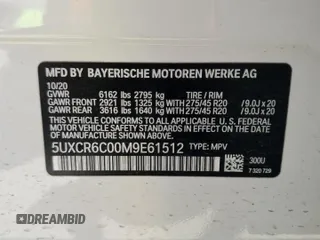 MFD BY BAYERISCHE MOTOREN WERKE AG
10/20
GVWR 6162 lbs 2795 kg TIRE / RIM
GAWR FRONT 2921 lbs 1325 kg WITH 275/45 R20 / 9.0J x 20
GAWR REAR 3616 lbs 1640 kg WITH 275/45 R20 / 9.0J x 20
THIS VEHICLE CONFORMS TO ALL APPLICABLE U.S. FEDERAL
MOTOR VEHICLE SAFETY STANDARDS IN EFFECT ON THE
DATE OF MANUFACTURE SHOWN ABOVE.
5UXCR6C00M9E61512 TYPE: MPV
300U
7 320 729
© AUTOBIDMASTER